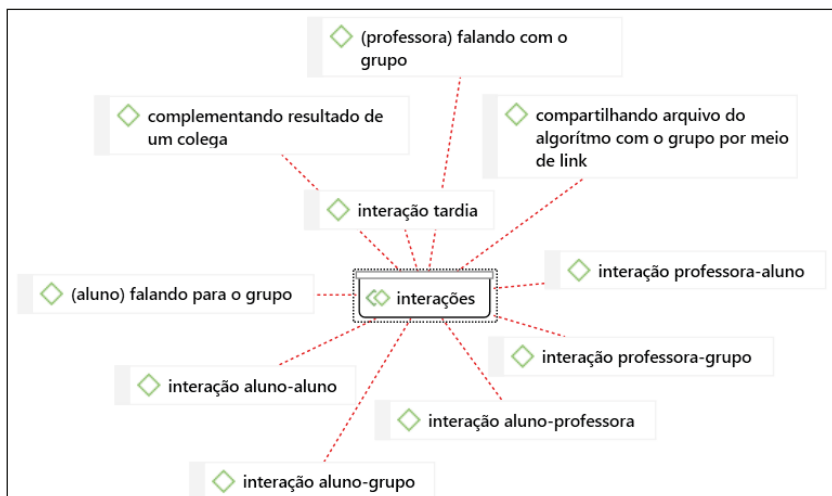 (professora) falando com o
grupo
complementando resultado de
um colega
compartilhando arquivo do
algorítmo com o grupo por meio
de link
interação tardia
interação professora-aluno
(aluno) falando para o grupo
interações
interação professora-grupo
interação aluno-aluno
interação aluno-professora
interação aluno-grupo